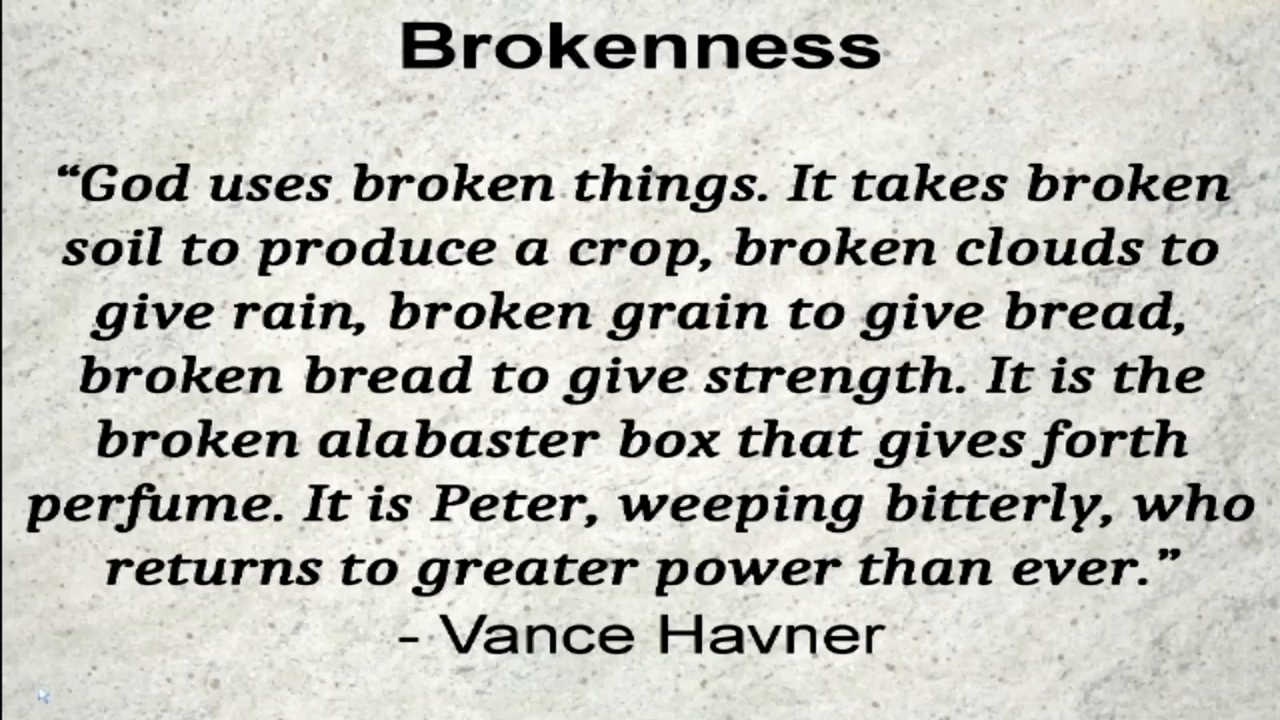 Brokenness
“God uses broken things. It takes broken
soil to produce a crop, broken clouds to
give rain, broken grain to give bread,
broken bread to give strength. It is the
broken alabaster box that gives forth
perfume. It is Peter, weeping bitterly, who
returns to greater power than ever.”
- Vance Havner